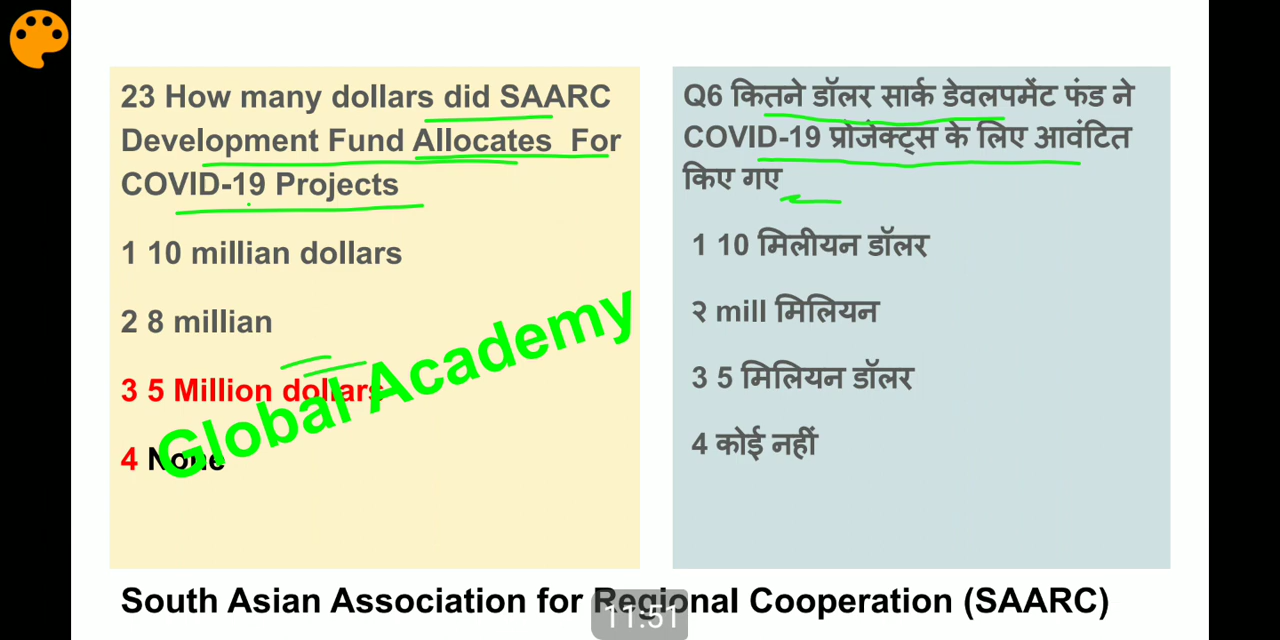 23 How many dollars did SAARC
Development Fund Allocates For
COVID-19 Projects
1 10 millian dollars
2 8 millian
3 5 Million dollars
4 None
Global Academy
Q6 कितने डॉलर सार्क डेवलपमेंट फंड ने
COVID-19 प्रोजेक्ट्स के लिए आवंटित
किए गए
1 10 मिलीयन डॉलर
२ mill मिलियन
3 5 मिलियन डॉलर
4 कोई नहीं
South Asian Association for Regional Cooperation (SAARC)
11:51